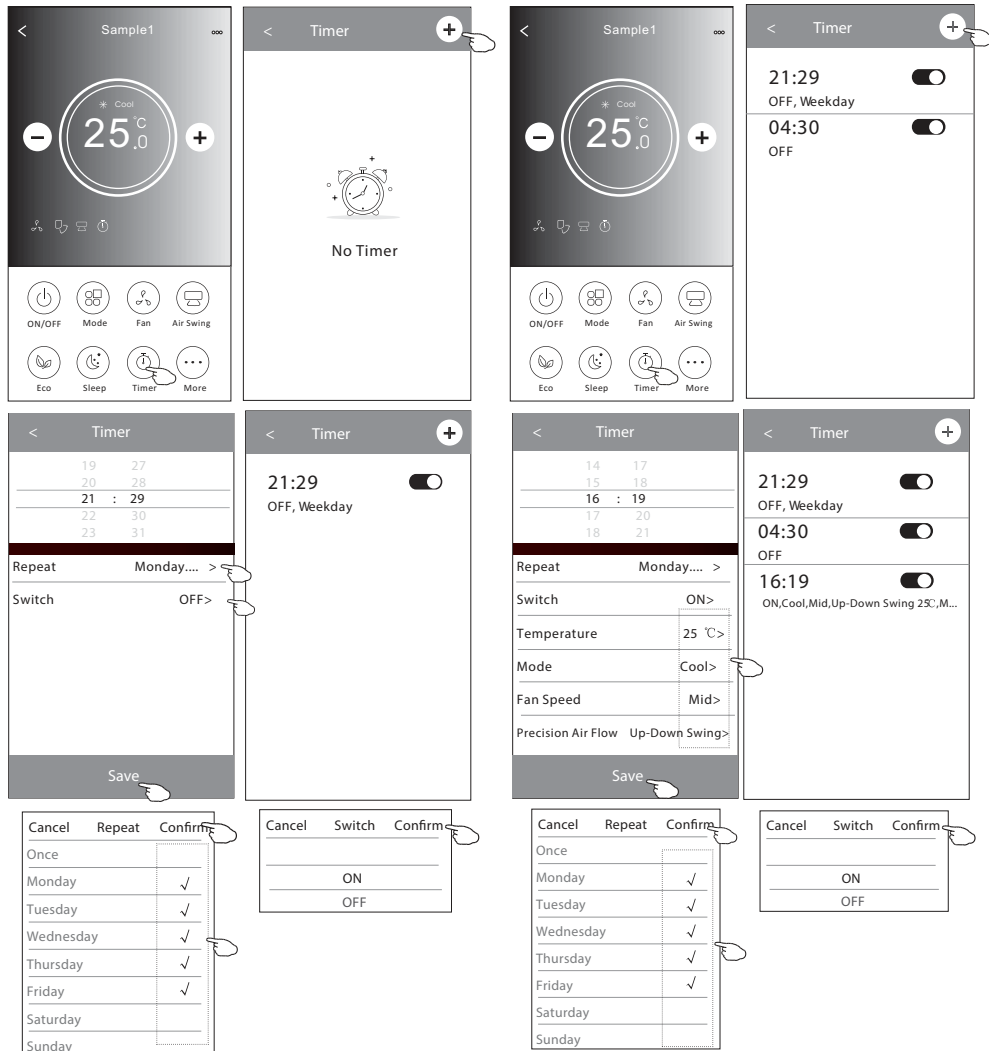 Sample1
Cool
25.0 °C
ON/OFF Mode Fan Air Swing
Eco Sleep Timer More
< Timer +
No Timer
< Timer
19 27
20 28
21 : 29
22 30
23 31
Repeat Monday.... >
Switch OFF>
Save
< Timer +
21:29
OFF, Weekday
Cancel Repeat Confirm
Once
Monday √
Tuesday √
Wednesday √
Thursday √
Friday √
Saturday
Sunday
Cancel Switch Confirm
ON
OFF
Sample1
Cool
25.0 °C
ON/OFF Mode Fan Air Swing
Eco Sleep Timer More
< Timer +
21:29
OFF, Weekday
04:30
OFF
< Timer
14 17
15 18
16 : 19
17 20
18 21
Repeat Monday.... >
Switch ON>
Temperature 25 ℃>
Mode Cool>
Fan Speed Mid>
Precision Air Flow Up-Down Swing>
Save
< Timer +
21:29
OFF, Weekday
04:30
OFF
16:19
ON,Cool,Mid,Up-Down Swing 25℃,M...
Cancel Repeat Confirm
Once
Monday √
Tuesday √
Wednesday √
Thursday √
Friday √
Saturday
Sunday
Cancel Switch Confirm
ON
OFF